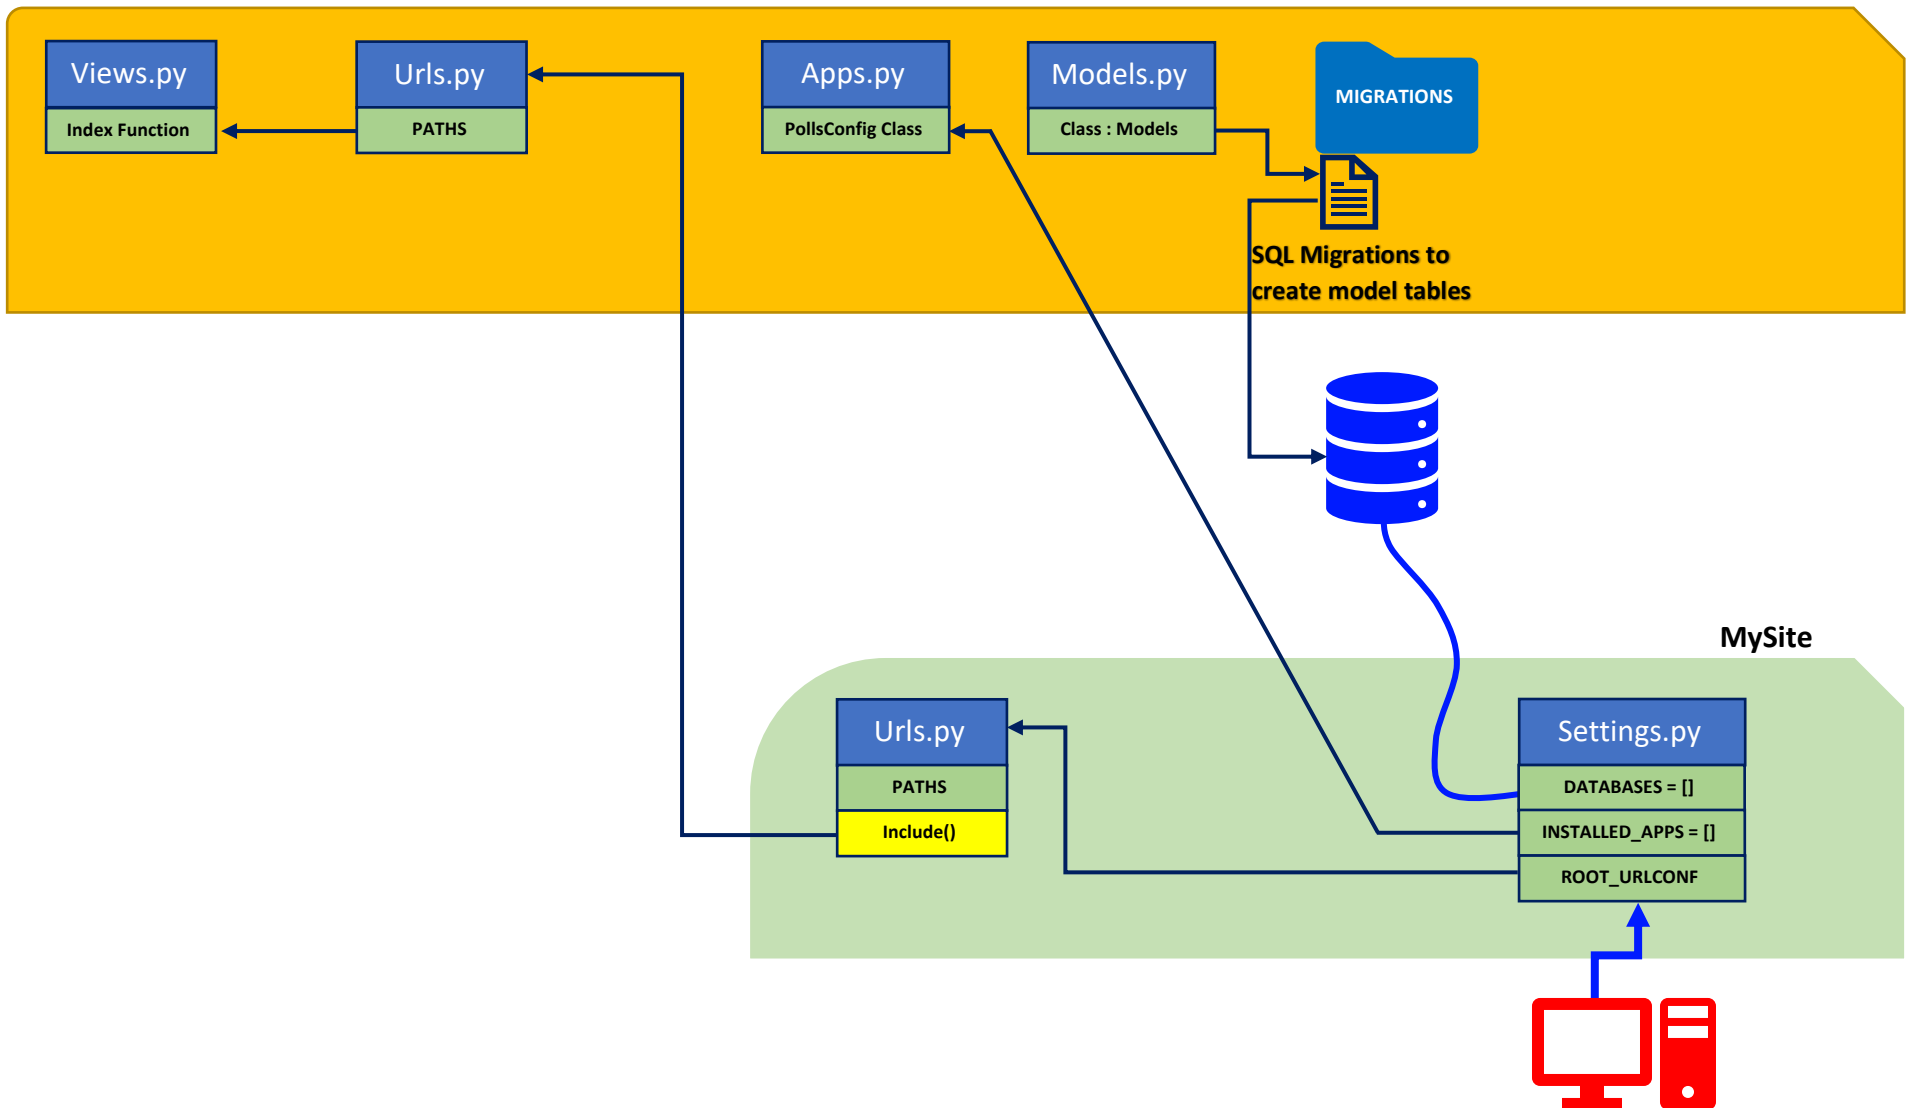 Views.py
Index Function
Urls.py
PATHS
Apps.py
PollsConfig Class
Models.py
Class : Models
MIGRATIONS
SQL Migrations to
create model tables
MySite
Urls.py
PATHS
Include()
Settings.py
DATABASES = []
INSTALLED_APPS = []
ROOT_URLCONF